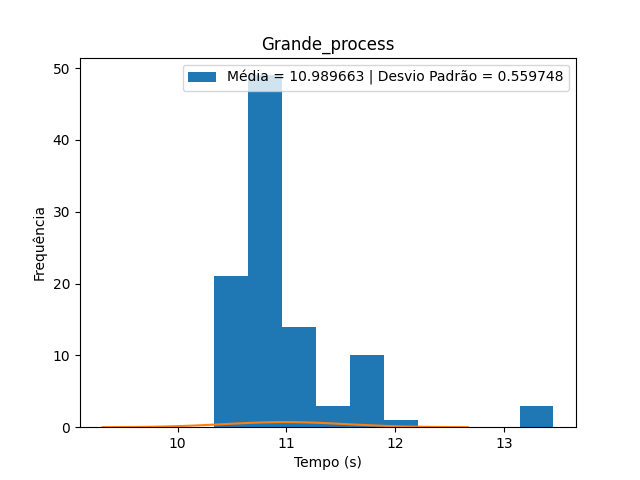 Grande_process
Média = 10.989663 | Desvio Padrão = 0.559748
50
40
30
20
10
0
Frequência
10 11 12 13
Tempo (s)